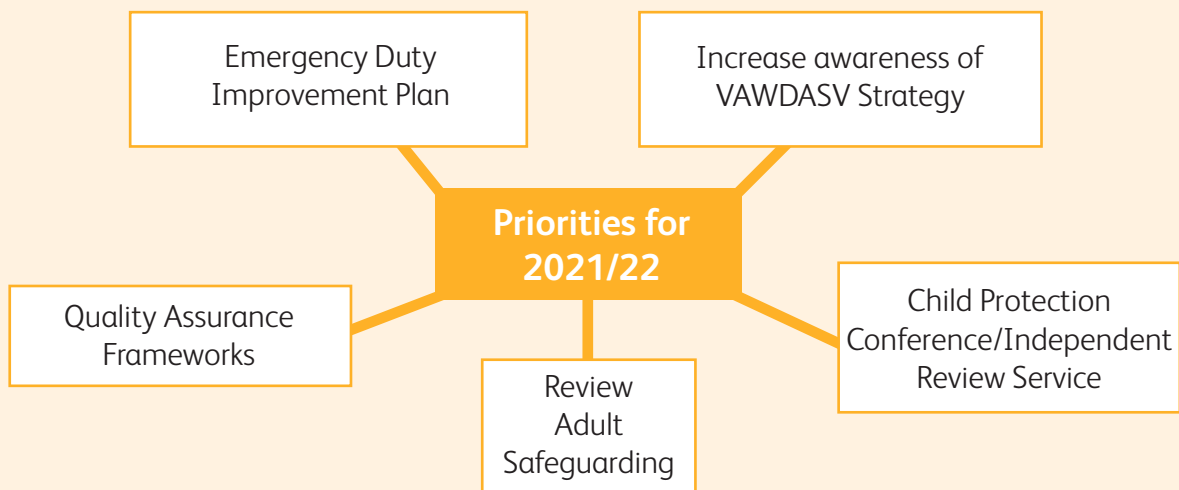 Emergency Duty
Improvement Plan
Increase awareness of
VAWDASV Strategy
Priorities for
2021/22
Quality Assurance
Frameworks
Review
Adult
Safeguarding
Child Protection
Conference/Independent
Review Service